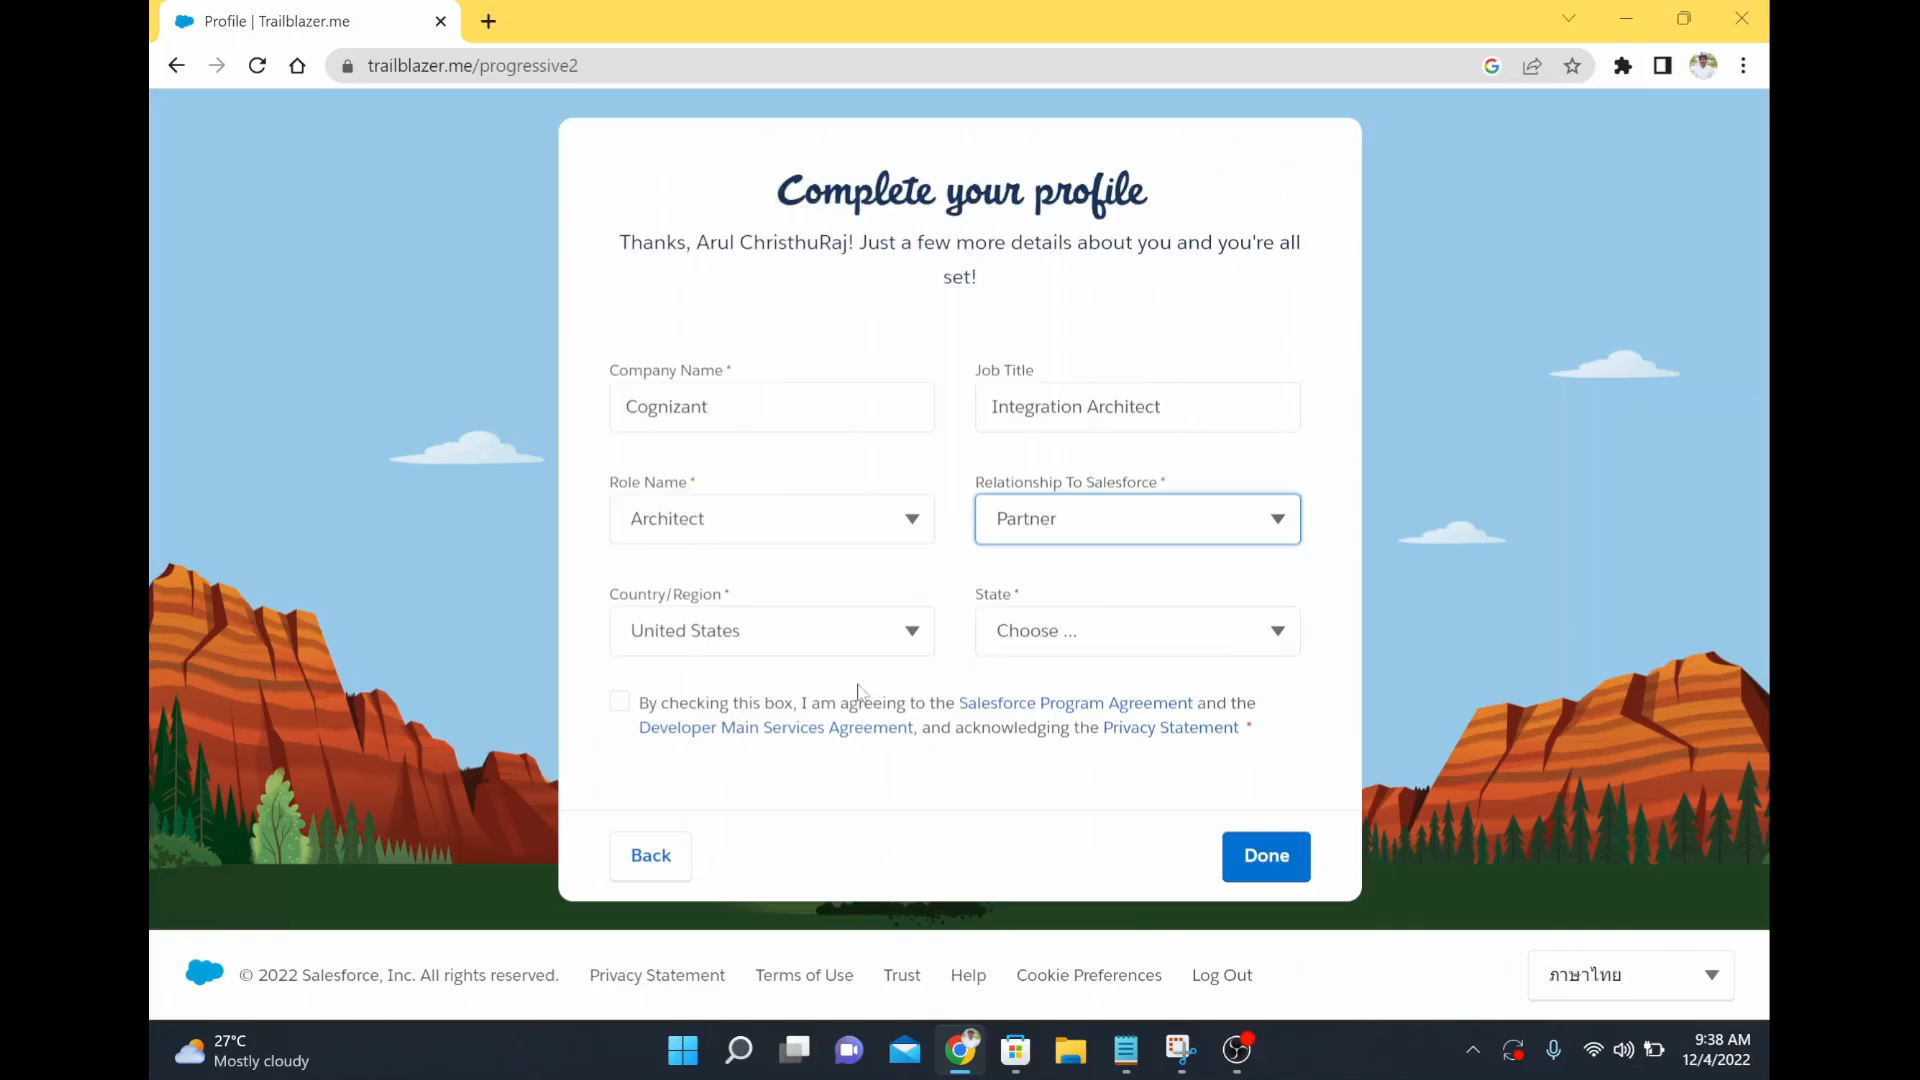 Profile | Trailblazer.me
trailblazer.me/progressive2
Complete your profile
Thanks, Arul ChristhuRaj! Just a few more details about you and you're all
set!
Company Name *
Job Title
Cognizant
Integration Architect
Role Name *
Relationship To Salesforce *
Architect
Partner
Country/Region *
State *
United States
Choose ...
By checking this box, I am agreeing to the Salesforce Program Agreement and the
Developer Main Services Agreement, and acknowledging the Privacy Statement *
Back
Done
© 2022 Salesforce, Inc. All rights reserved.
Privacy Statement
Terms of Use
Trust
Help
Cookie Preferences
Log Out
ภาษาไทย
27°C
Mostly cloudy
9:38 AM
12/4/2022